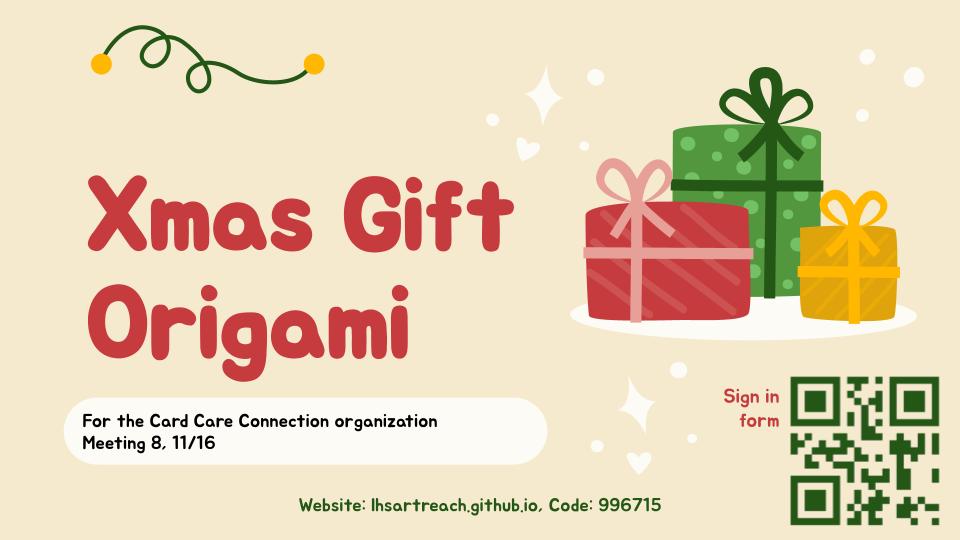 Xmas Gift
Origami
For the Card Care Connection organization
Meeting 8, 11/16
Sign in
form
Website: lhsartreach.github.io, Code: 996715